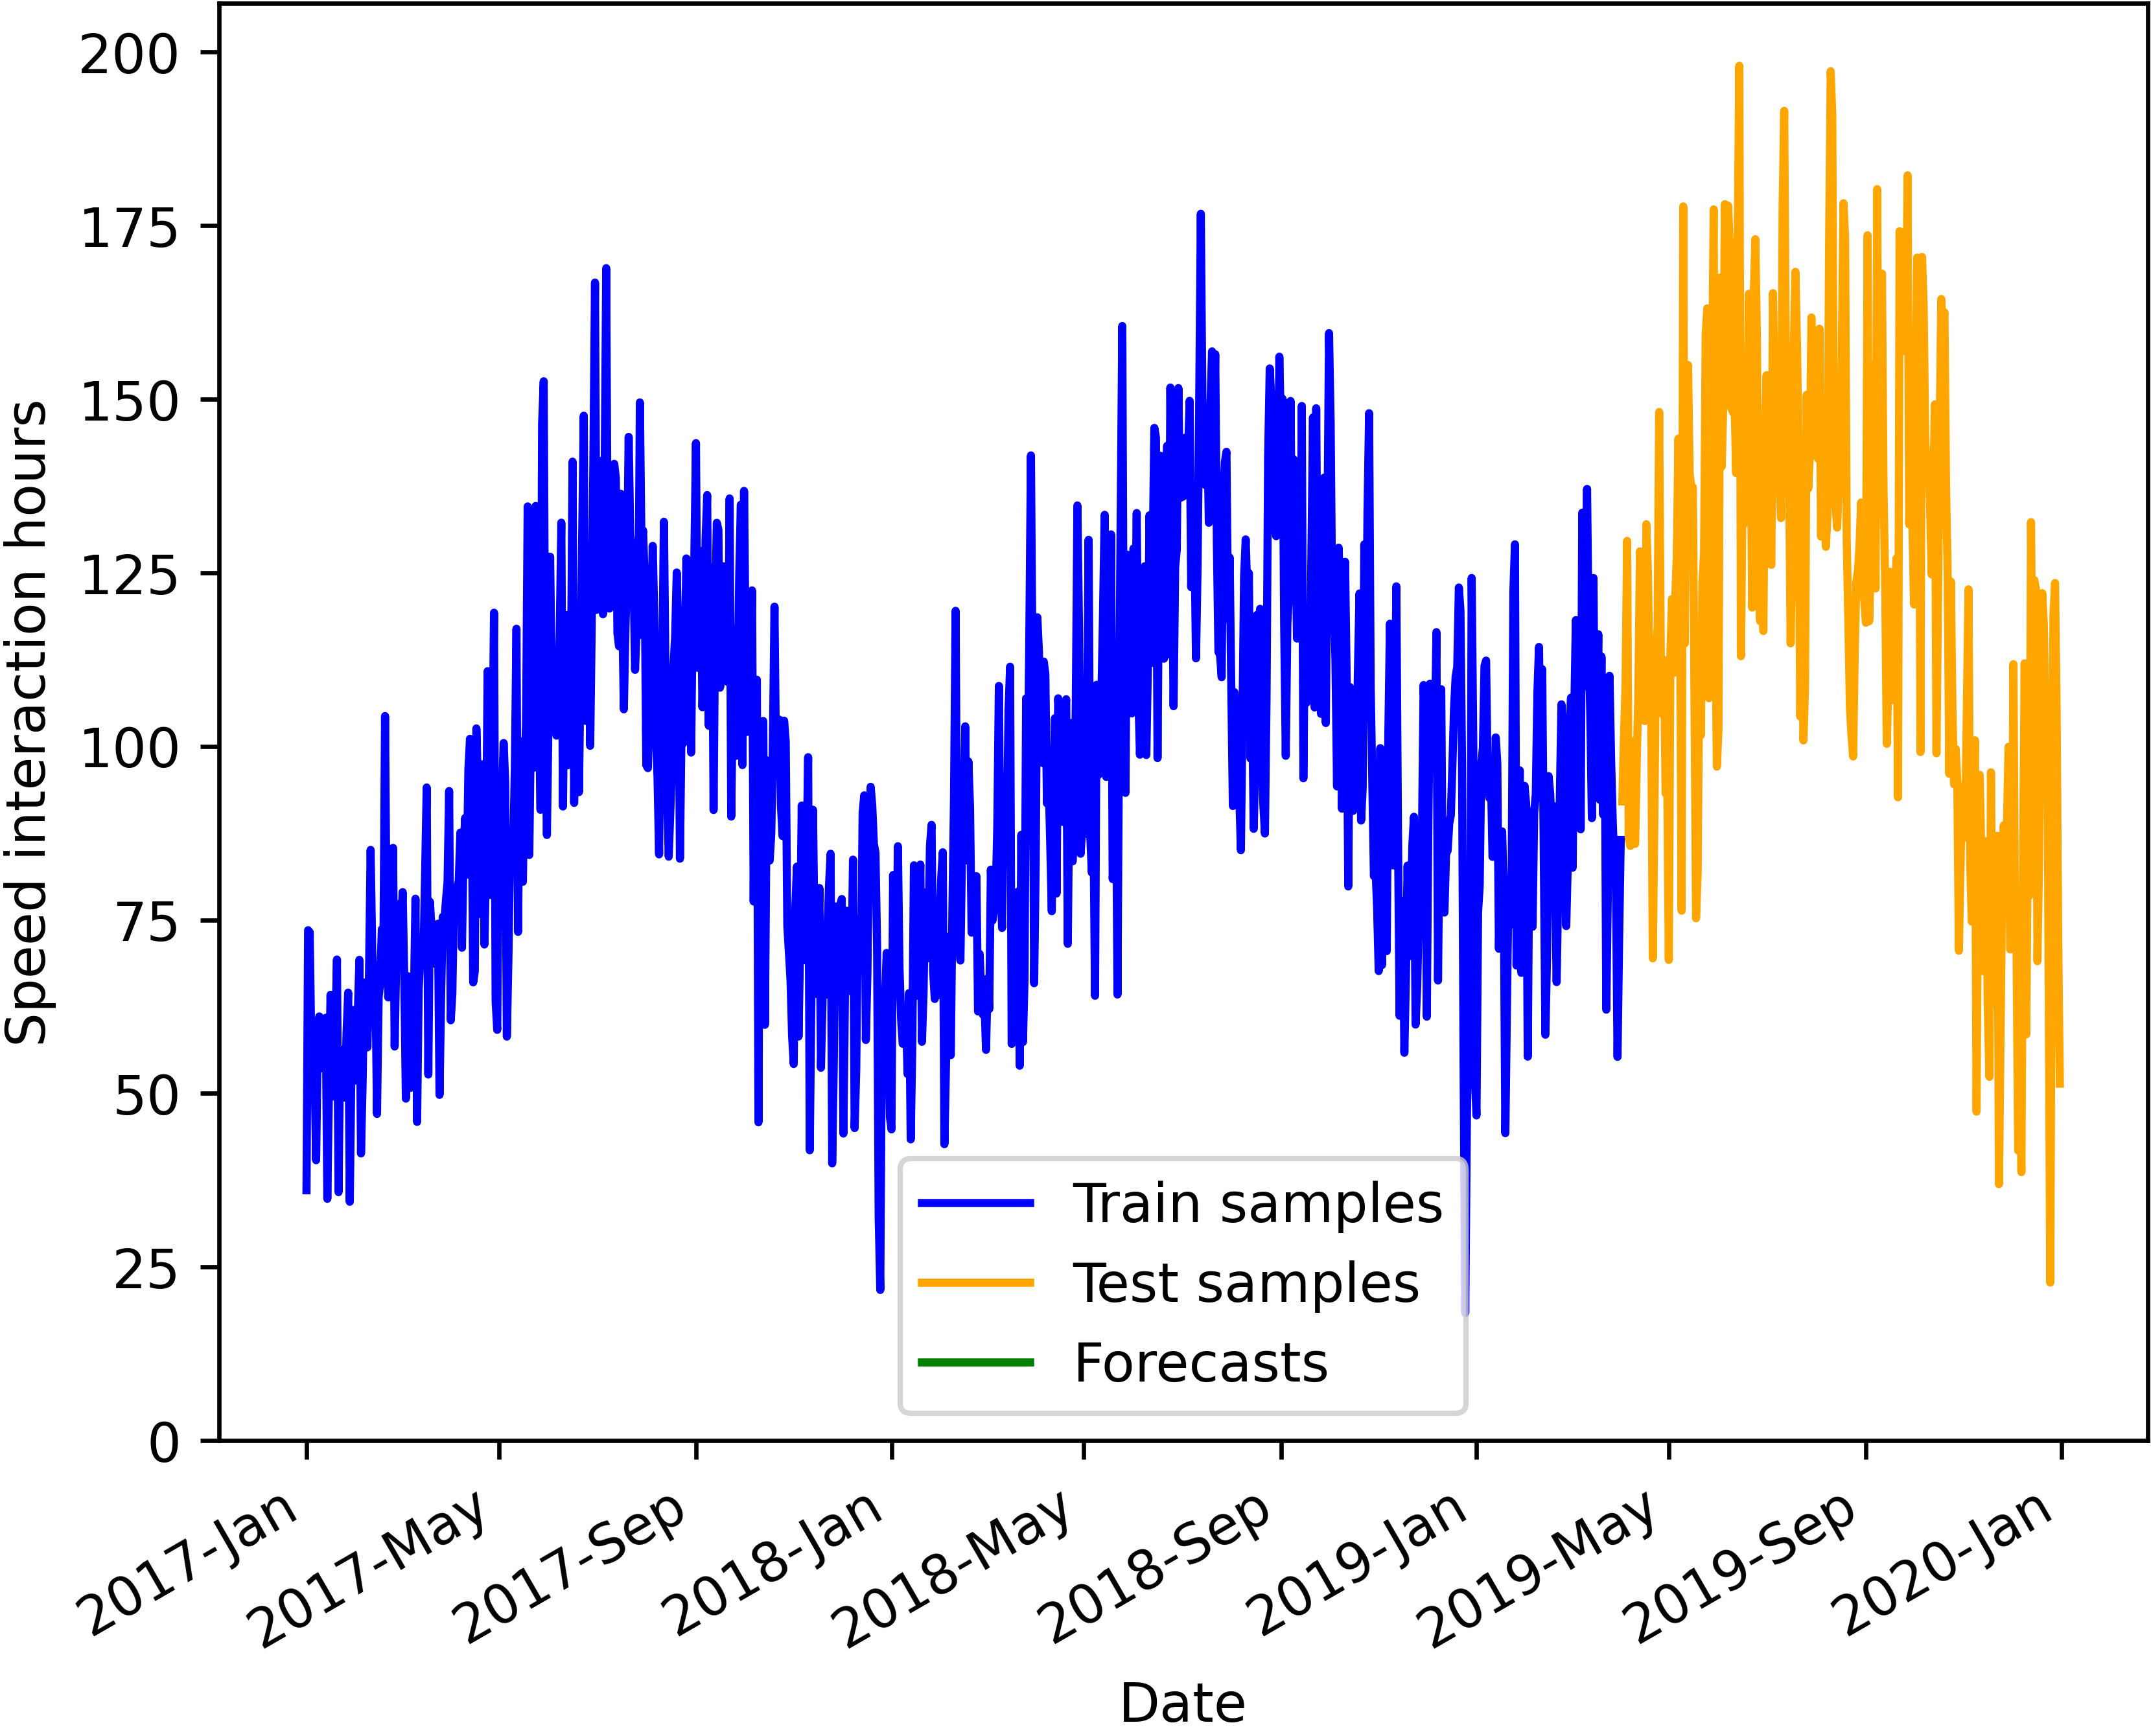 200
175
150
125
100
75
50
25
0
Speed interaction hours
Train samples
Test samples
Forecasts
2017-Jan
2017-May
2017-Sep
2018-Jan
2018-May
2018-Sep
2019-Jan
2019-May
2019-Sep
2020-Jan
Date